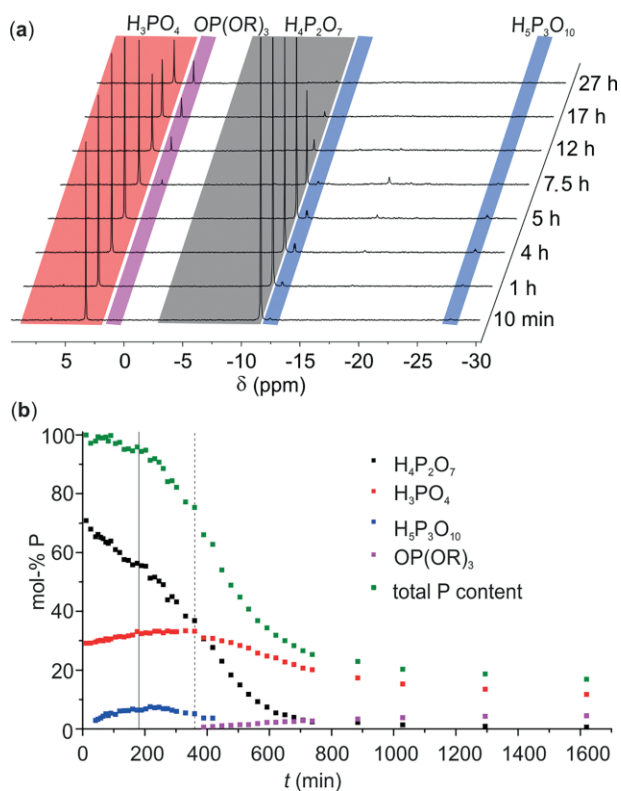 (a)
H₃PO₄ OP(OR)₃ H₄P₂O₇ H₅P₃O₁₀
27 h
17 h
12 h
7.5 h
5 h
4 h
1 h
10 min
5 0 -5 -10 -15 -20 -25 -30
δ (ppm)
(b)
mol-% P
100
80
60
40
20
0
H₄P₂O₇
H₃PO₄
H₅P₃O₁₀
OP(OR)₃
total P content
0 200 400 600 800 1000 1200 1400 1600
t (min)